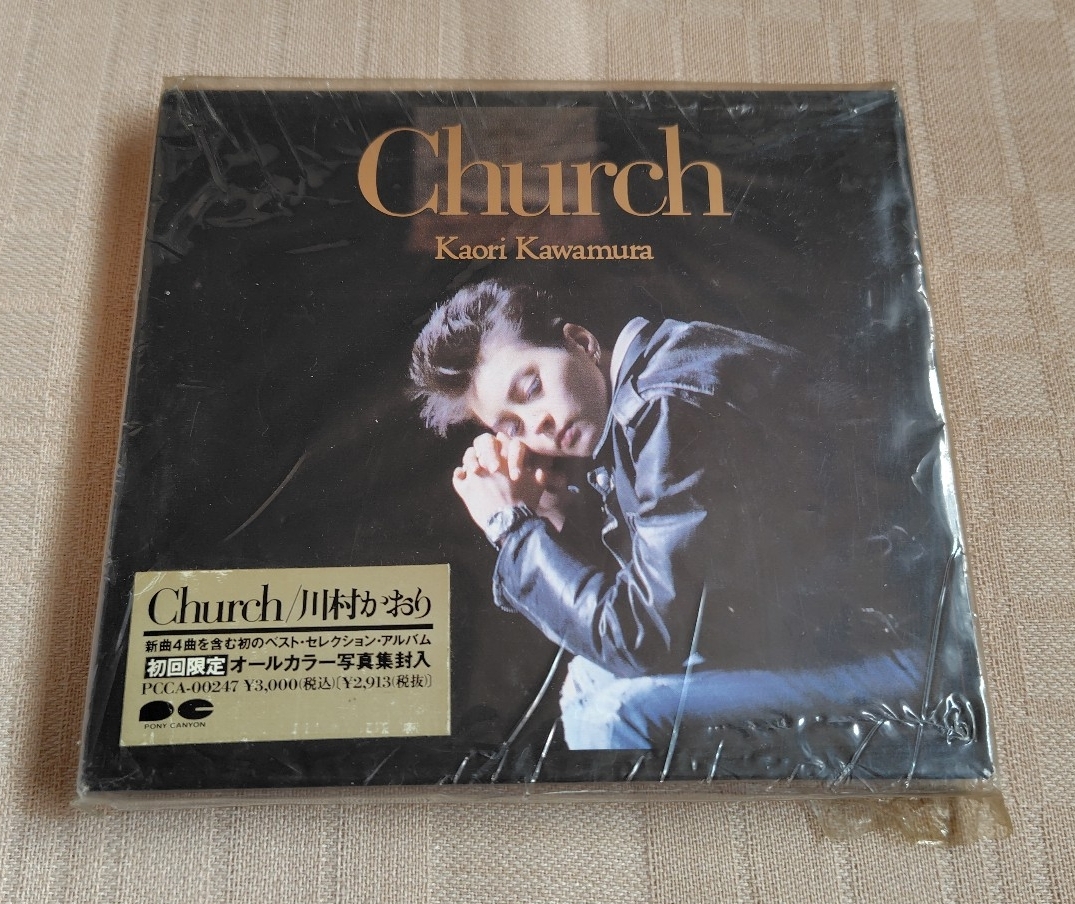 Church
Kaori Kawamura
Church/川村かおり
新曲4曲を含む初のベスト・セレクション・アルバム
初回限定オールカラー写真集封入
PCCA-00247 ¥3,000(税込)〔¥2,913(税抜)〕
PONY CANYON